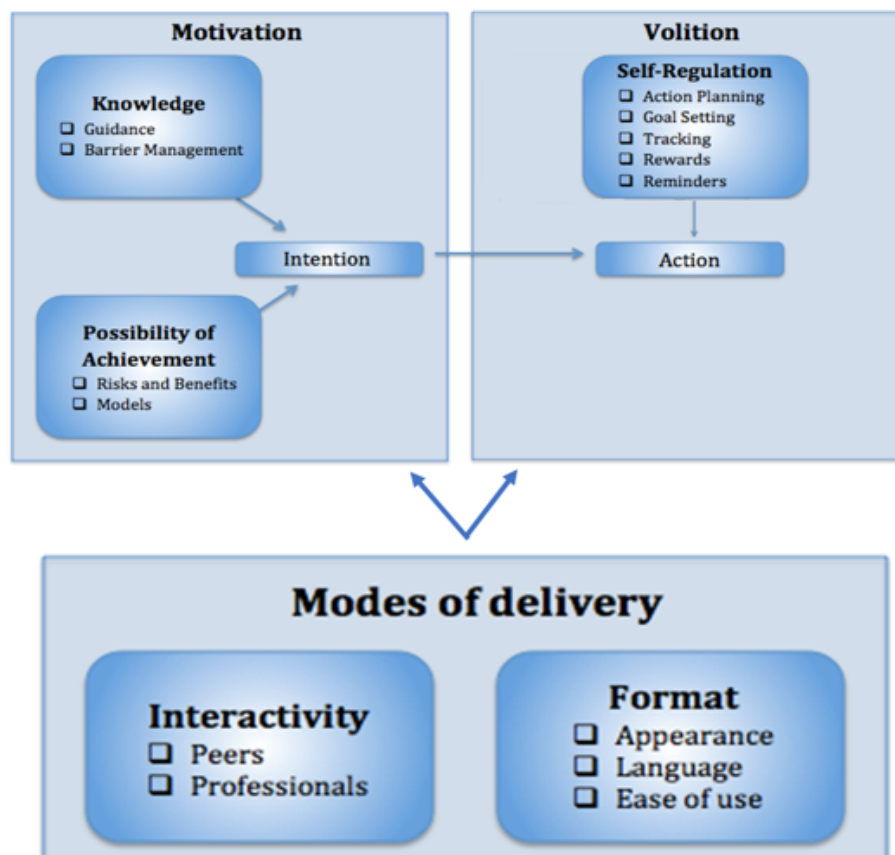 Motivation
Knowledge
❑ Guidance
❑ Barrier Management
Intention
Possibility of
Achievement
❑ Risks and Benefits
❑ Models
Volition
Self-Regulation
❑ Action Planning
❑ Goal Setting
❑ Tracking
❑ Rewards
❑ Reminders
Action
Modes of delivery
Interactivity
❑ Peers
❑ Professionals
Format
❑ Appearance
❑ Language
❑ Ease of use